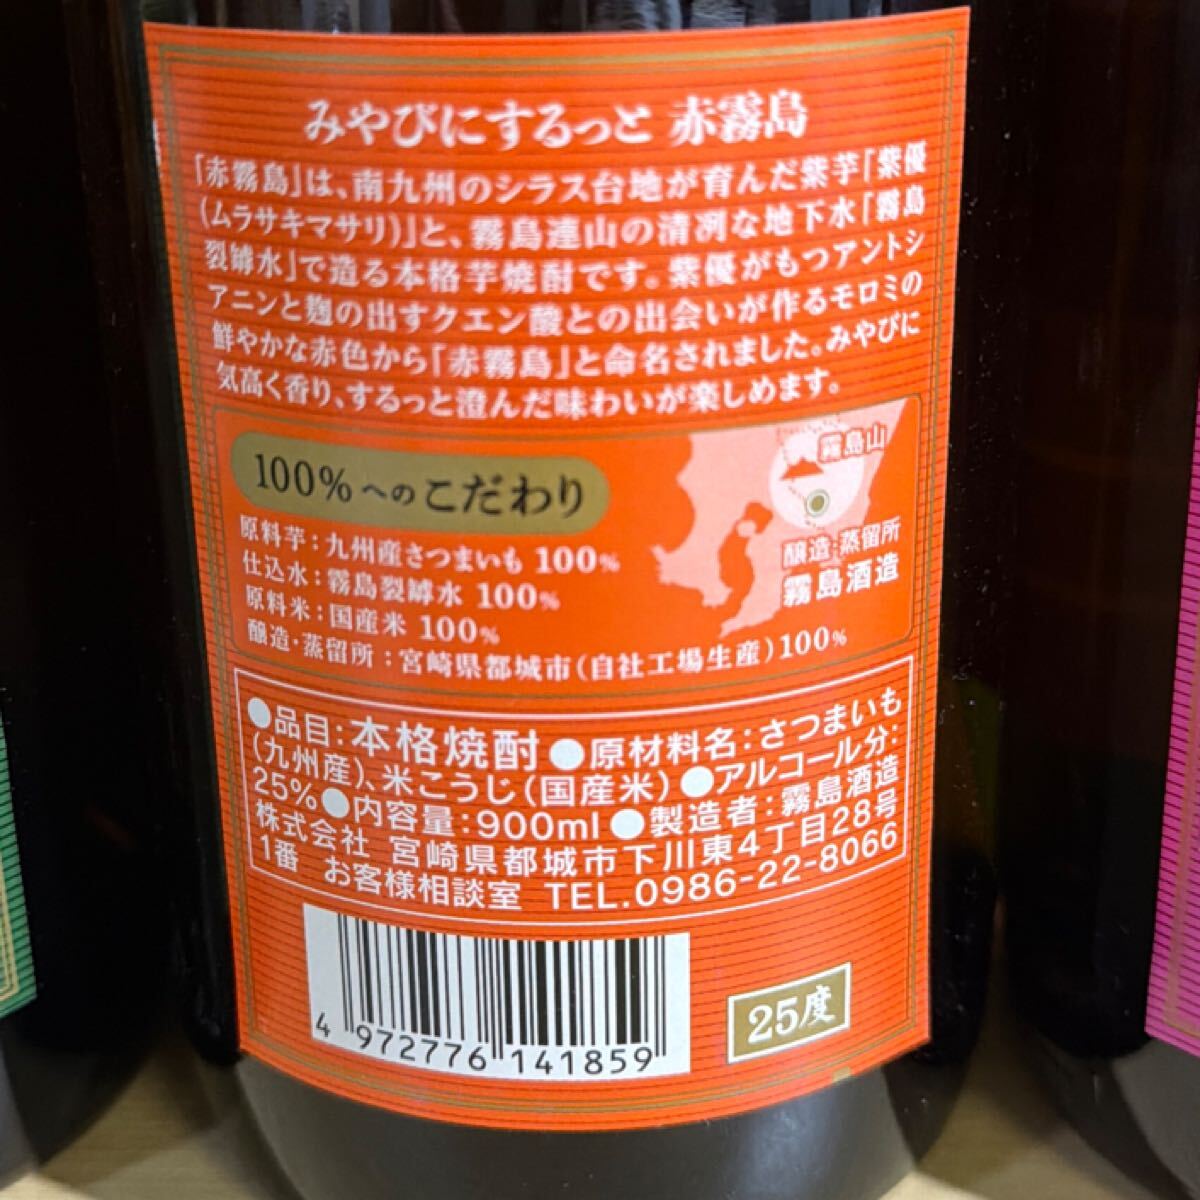 みやびにするっと 赤霧島
「赤霧島」は、南九州のシラス台地が育んだ紫芋「紫優
(ムラサキマサリ)」と、霧島連山の清冽な地下水「霧島
裂罅水」で造る本格芋焼酎です。紫優がもつアントシ
アニンと麹の出すクエン酸との出会いが作るモロミの
鮮やかな赤色から「赤霧島」と命名されました。みやびに
気高く香り、するっと澄んだ味わいが楽しめます。
100%へのこだわり
原料芋:九州産さつまいも 100%
仕込水:霧島裂罅水 100%
原料米:国産米 100%
醸造・蒸留所:宮崎県都城市(自社工場生産)100%
霧島山
醸造・蒸留所
霧島酒造
●品目:本格焼酎●原材料名:さつまいも
(九州産)、米こうじ(国産米)●アルコール分:
25%●内容量:900ml●製造者:霧島酒造
株式会社 宮崎県都城市下川東4丁目28号
1番 お客様相談室 TEL.0986-22-8066
4 972776 141859
25度